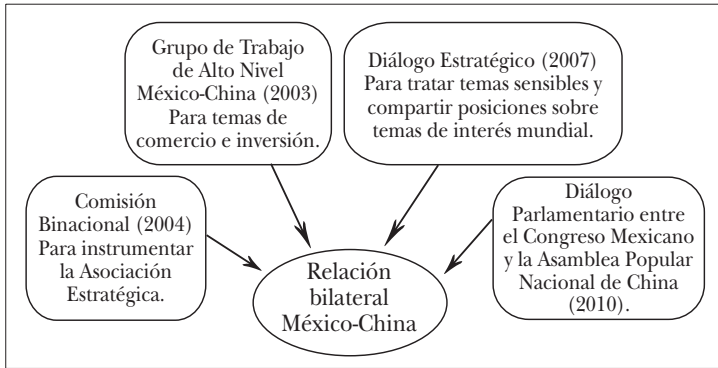 Grupo de Trabajo
de Alto Nivel
México-China (2003)
Para temas de
comercio e inversión.
Diálogo Estratégico (2007)
Para tratar temas sensibles y
compartir posiciones sobre
temas de interés mundial.
Comisión
Binacional (2004)
Para instrumentar
la Asociación
Estratégica.
Diálogo
Parlamentario entre
el Congreso Mexicano
y la Asamblea Popular
Nacional de China
(2010).
Relación
bilateral
México-China